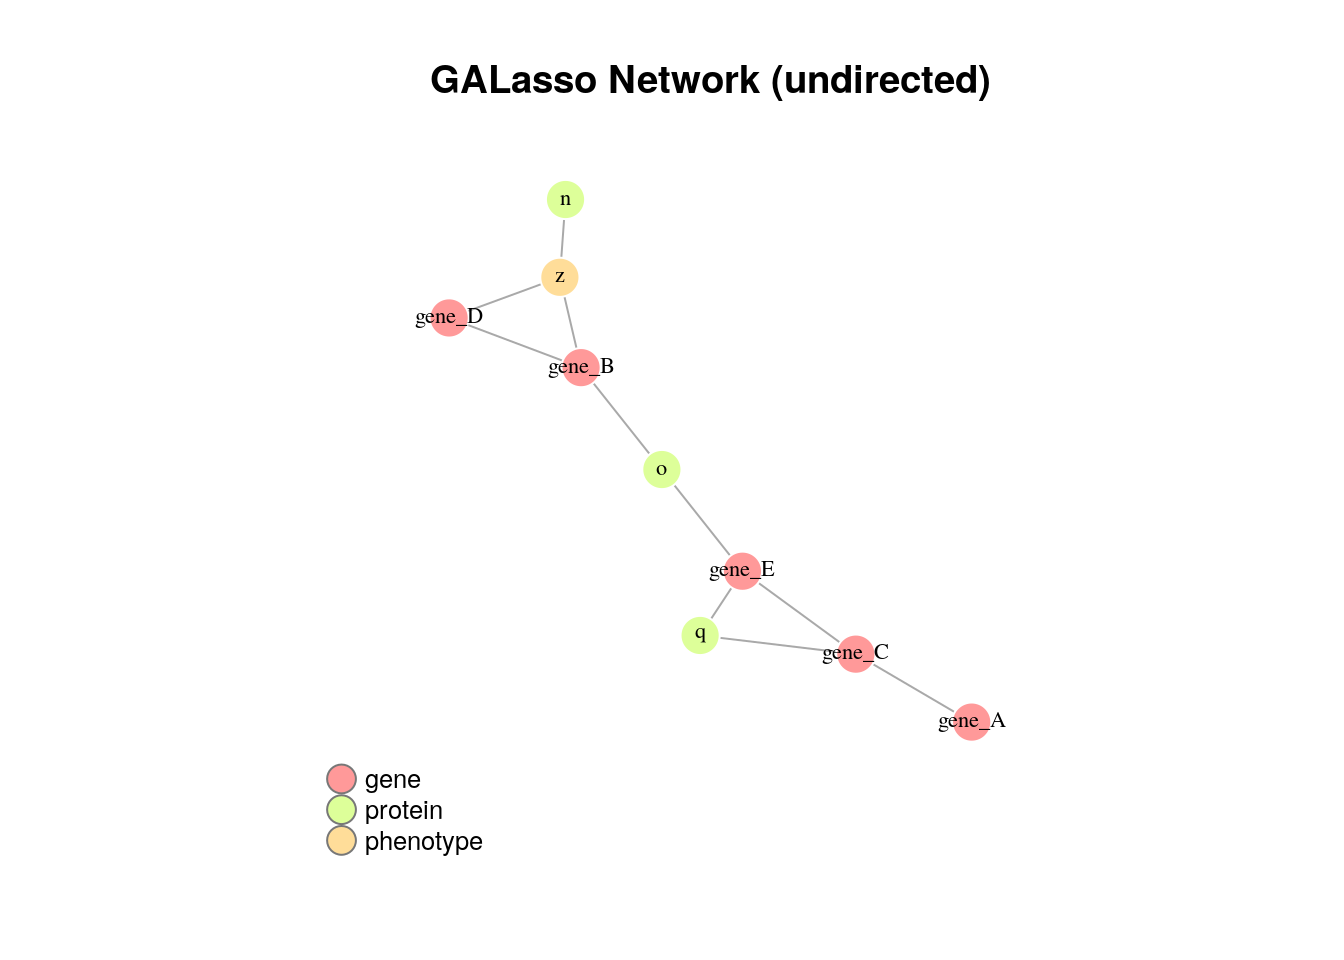 GALasso Network (undirected)
n
z
gene_D
gene_B
o
gene_E
q
gene_C
gene_A
gene
protein
phenotype